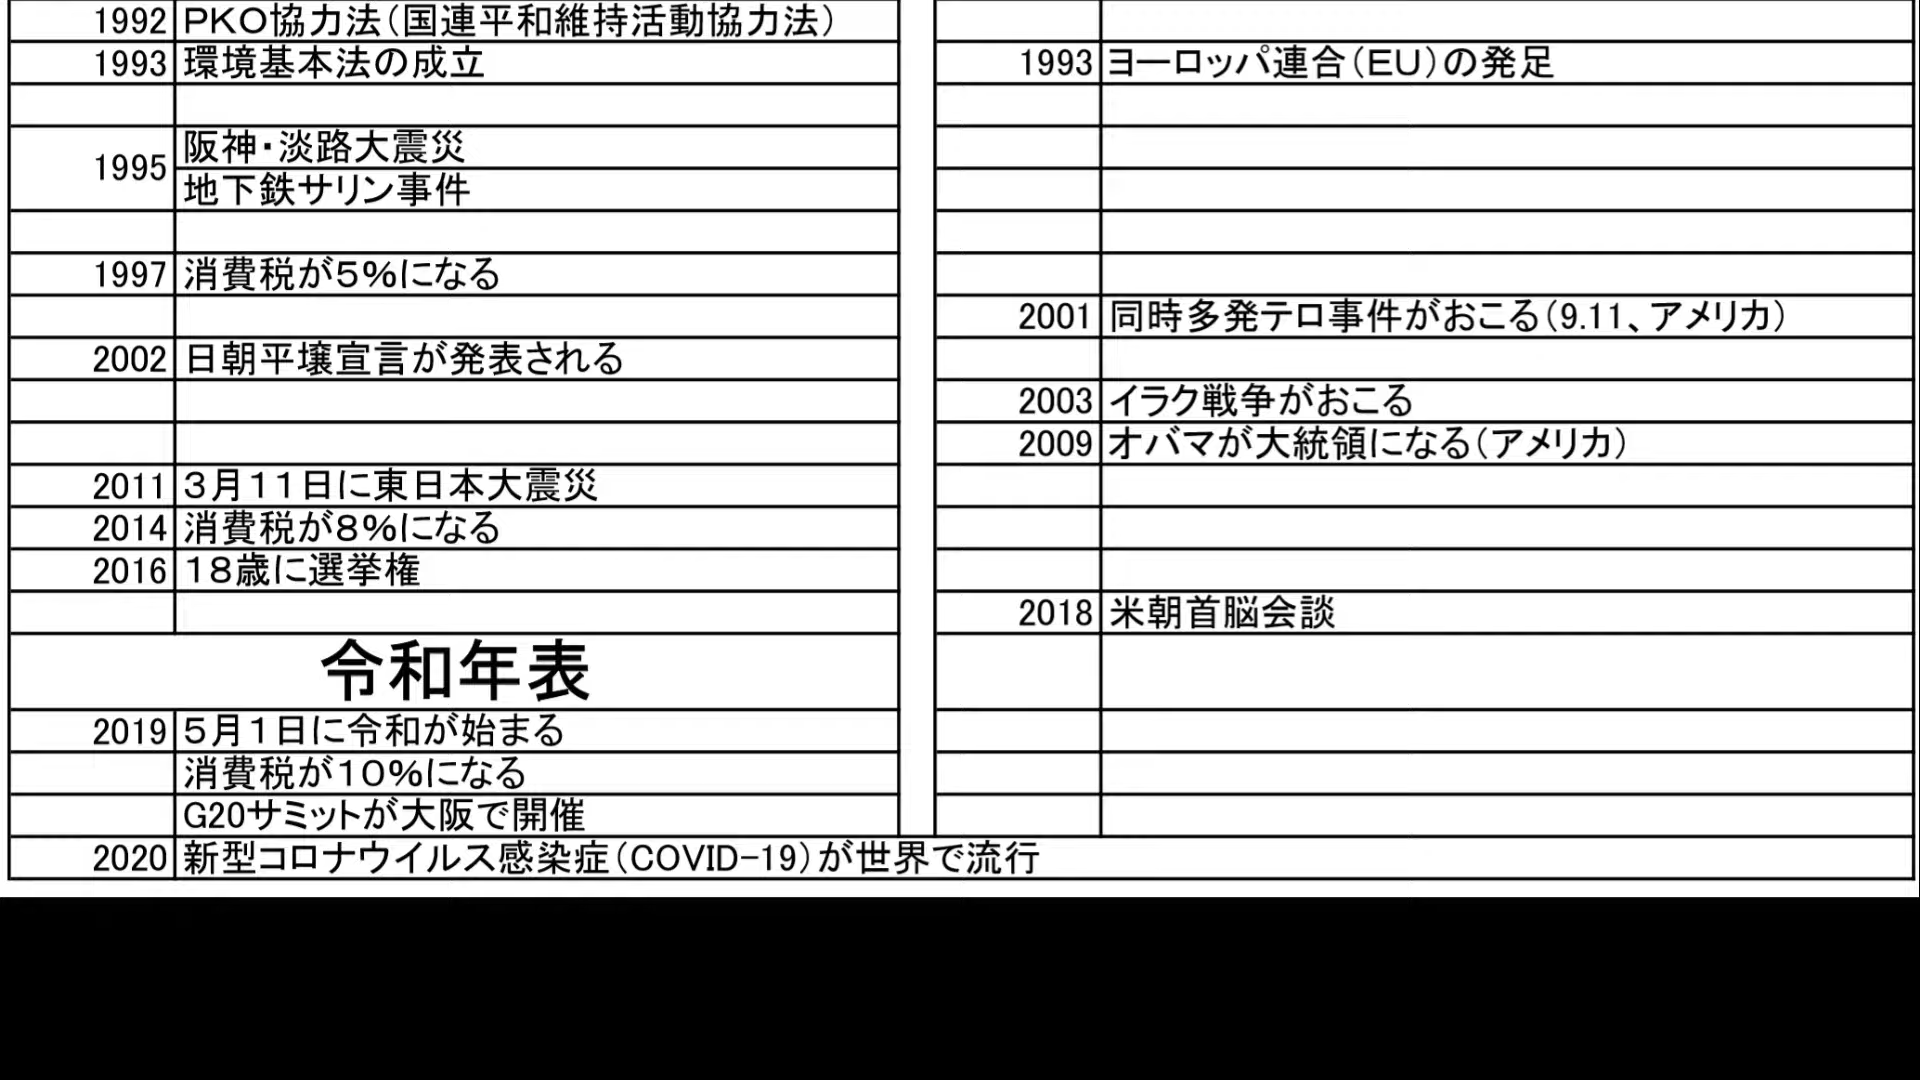 1992 PKO協力法（国連平和維持活動協力法）
1993 環境基本法の成立 1993 ヨーロッパ連合（EU）の発足
1995 阪神・淡路大震災
地下鉄サリン事件
1997 消費税が5%になる
2001 同時多発テロ事件がおこる（9.11、アメリカ）
2002 日朝平壌宣言が発表される
2003 イラク戦争がおこる
2009 オバマが大統領になる（アメリカ）
2011 3月11日に東日本大震災
2014 消費税が8%になる
2016 18歳に選挙権
2018 米朝首脳会談
令和年表
2019 5月1日に令和が始まる
消費税が10%になる
G20サミットが大阪で開催
2020 新型コロナウイルス感染症（COVID-19）が世界で流行